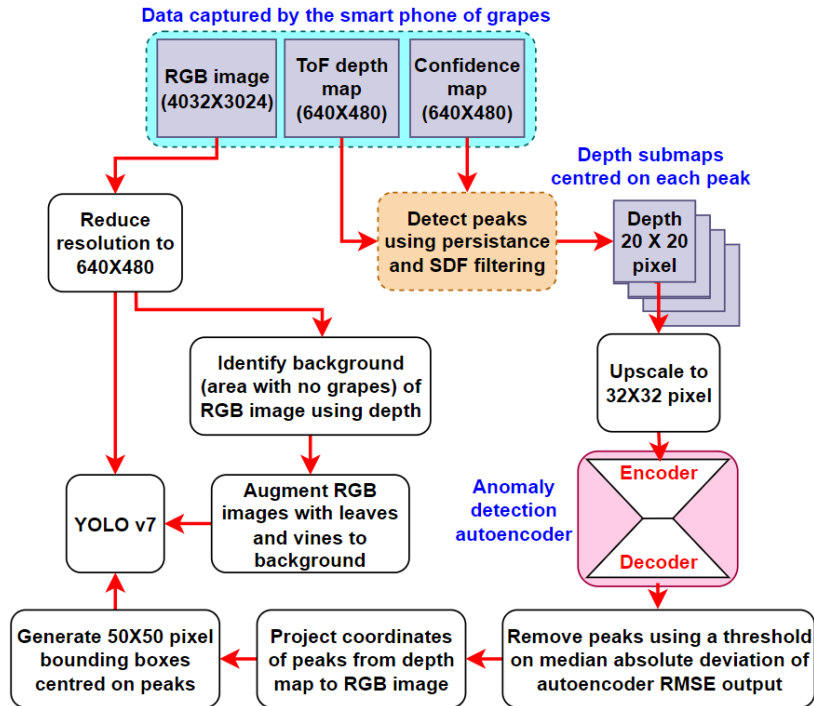 Data captured by the smart phone of grapes
RGB image
(4032X3024)
ToF depth
map
(640X480)
Confidence
map
(640X480)
Depth submaps
centred on each peak
Reduce
resolution to
640X480
Detect peaks
using persistance
and SDF filtering
Depth
20 X 20
pixel
Identify background
(area with no grapes) of
RGB image using depth
Upscale to
32X32 pixel
YOLO v7
Augment RGB
images with leaves
and vines to
background
Anomaly
detection
autoencoder
Encoder
Decoder
Generate 50X50 pixel
bounding boxes
centred on peaks
Project coordinates
of peaks from depth
map to RGB image
Remove peaks using a threshold
on median absolute deviation of
autoencoder RMSE output